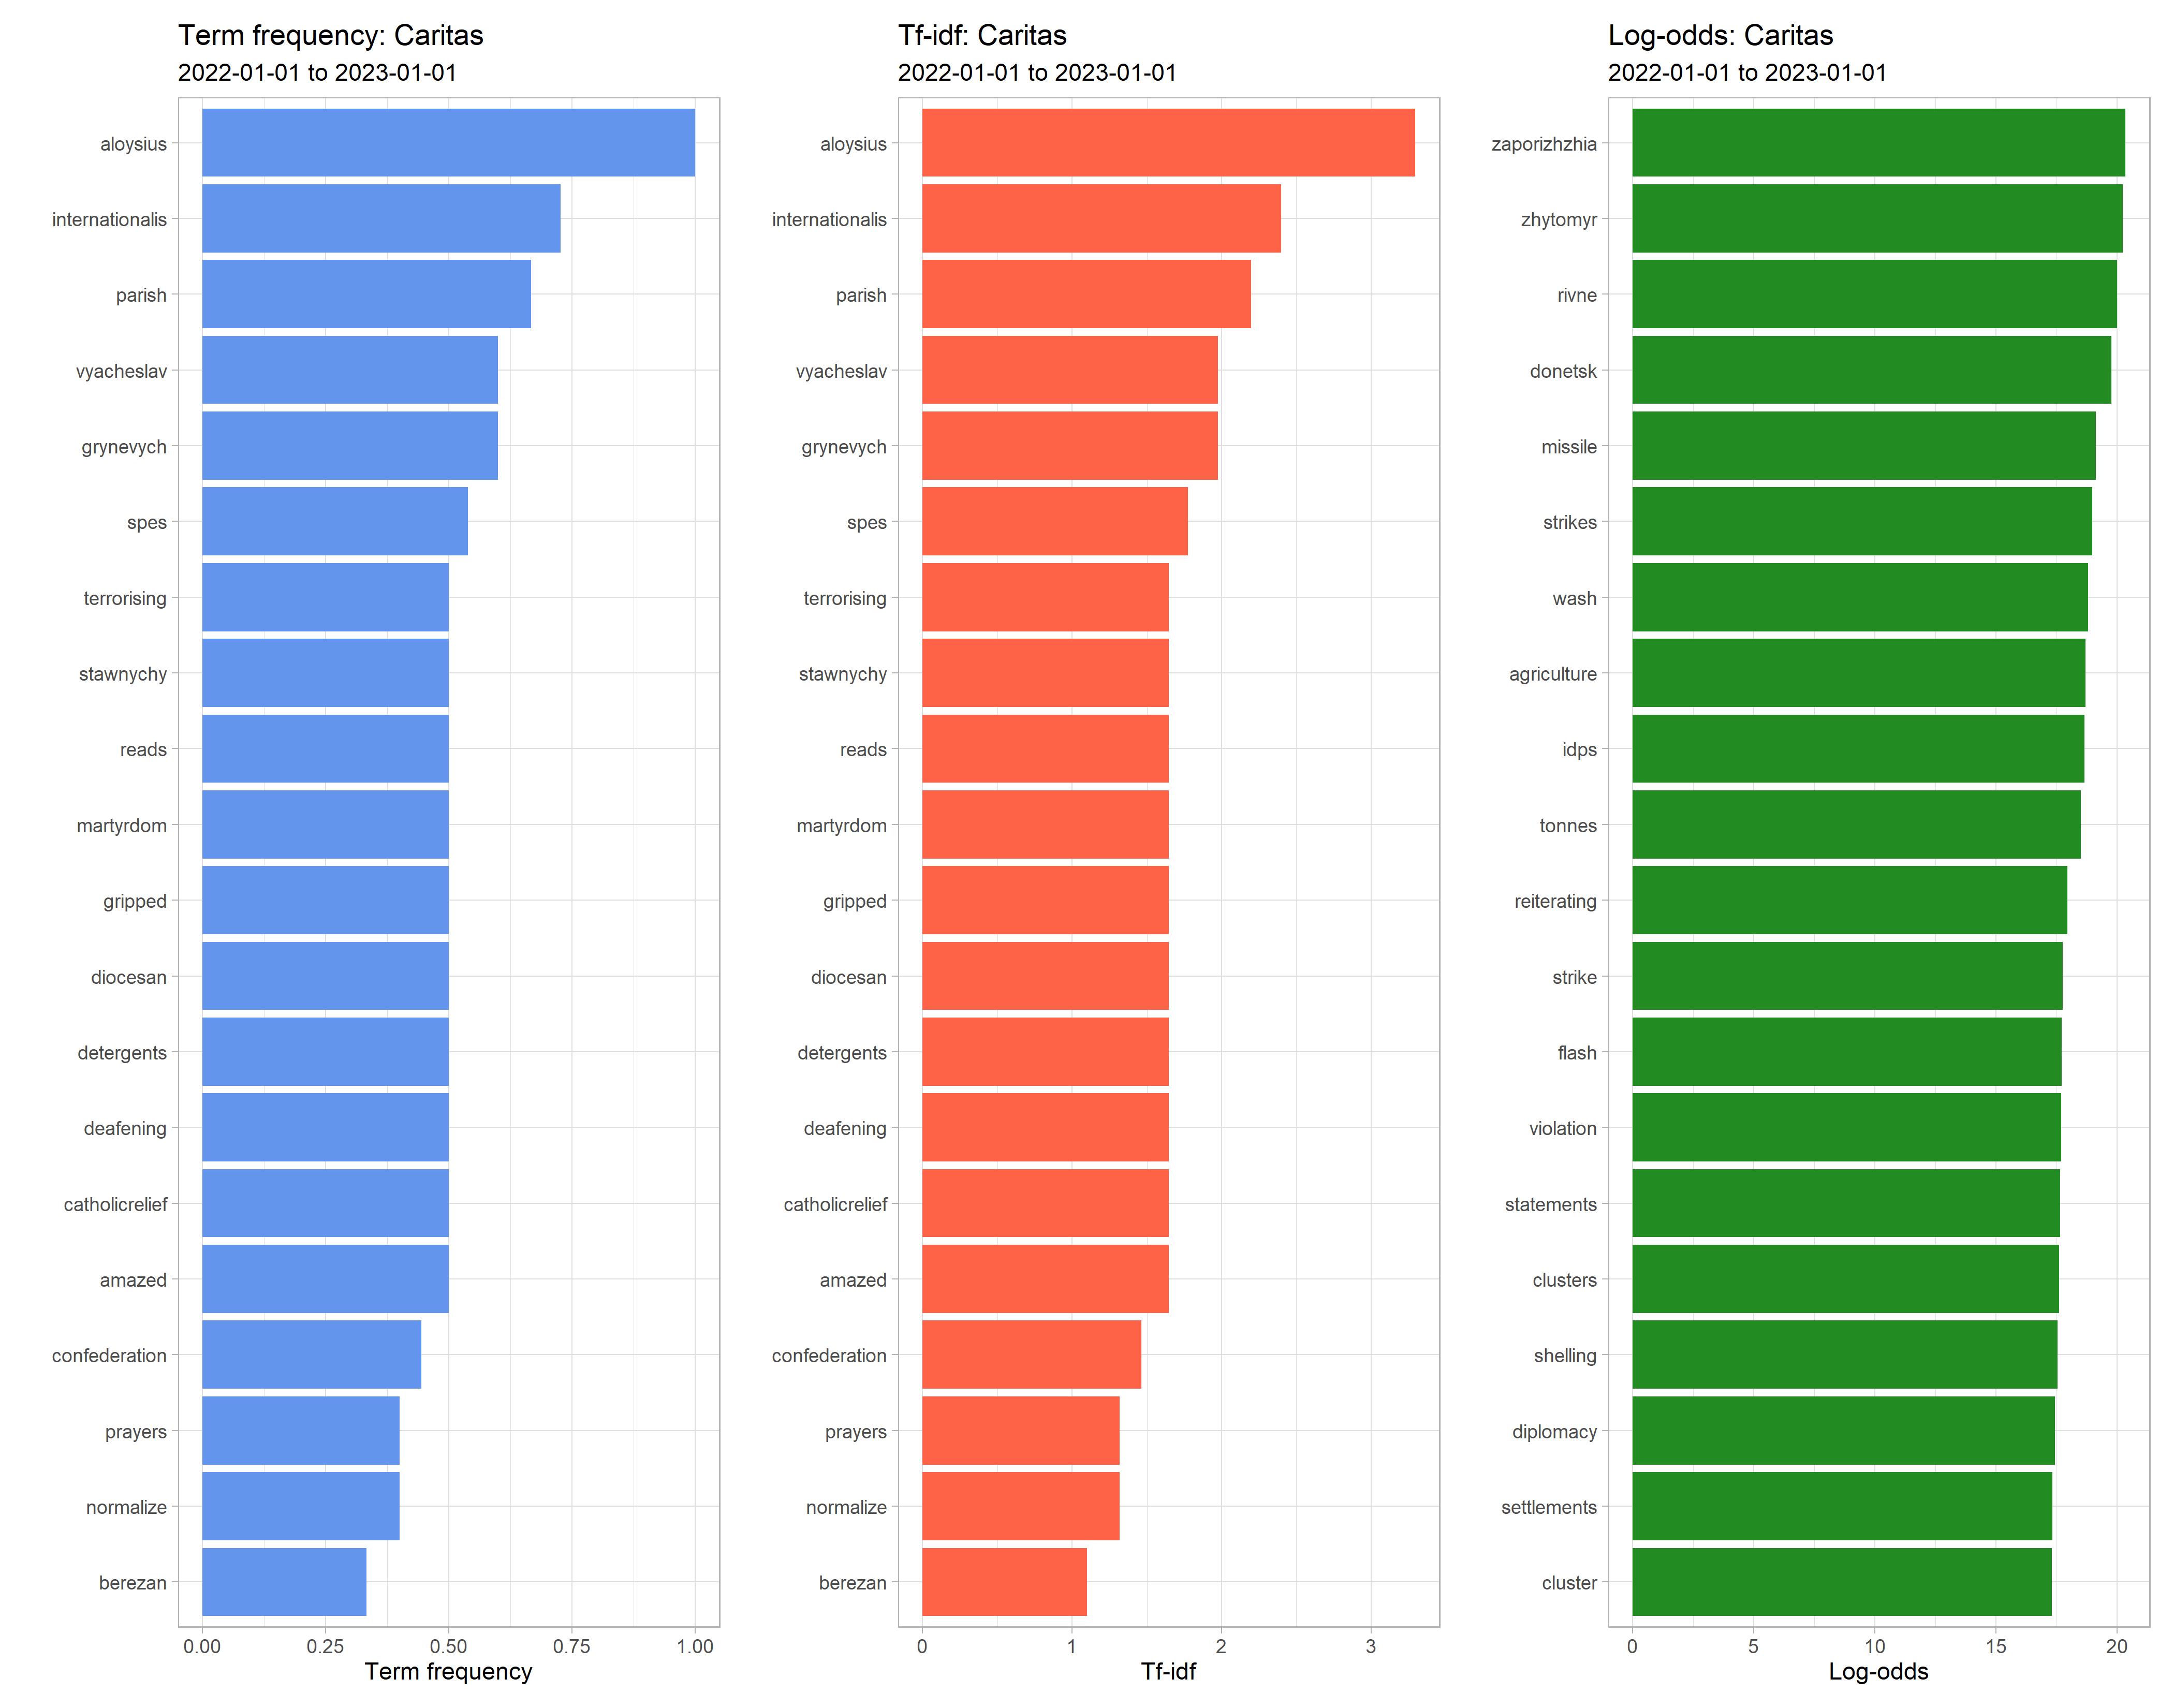 Term frequency: Caritas
2022-01-01 to 2023-01-01
aloysius
internationalis
parish
vyacheslav
grynevych
spes
terrorising
stawnychy
reads
martyrdom
gripped
diocesan
detergents
deafening
catholicrelief
amazed
confederation
prayers
normalize
berezan
0.00 0.25 0.50 0.75 1.00
Term frequency
Tf-idf: Caritas
2022-01-01 to 2023-01-01
aloysius
internationalis
parish
vyacheslav
grynevych
spes
terrorising
stawnychy
reads
martyrdom
gripped
diocesan
detergents
deafening
catholicrelief
amazed
confederation
prayers
normalize
berezan
0 1 2 3
Tf-idf
Log-odds: Caritas
2022-01-01 to 2023-01-01
zaporizhzhia
zhytomyr
rivne
donetsk
missile
strikes
wash
agriculture
idps
tonnes
reiterating
strike
flash
violation
statements
clusters
shelling
diplomacy
settlements
cluster
0 5 10 15 20
Log-odds